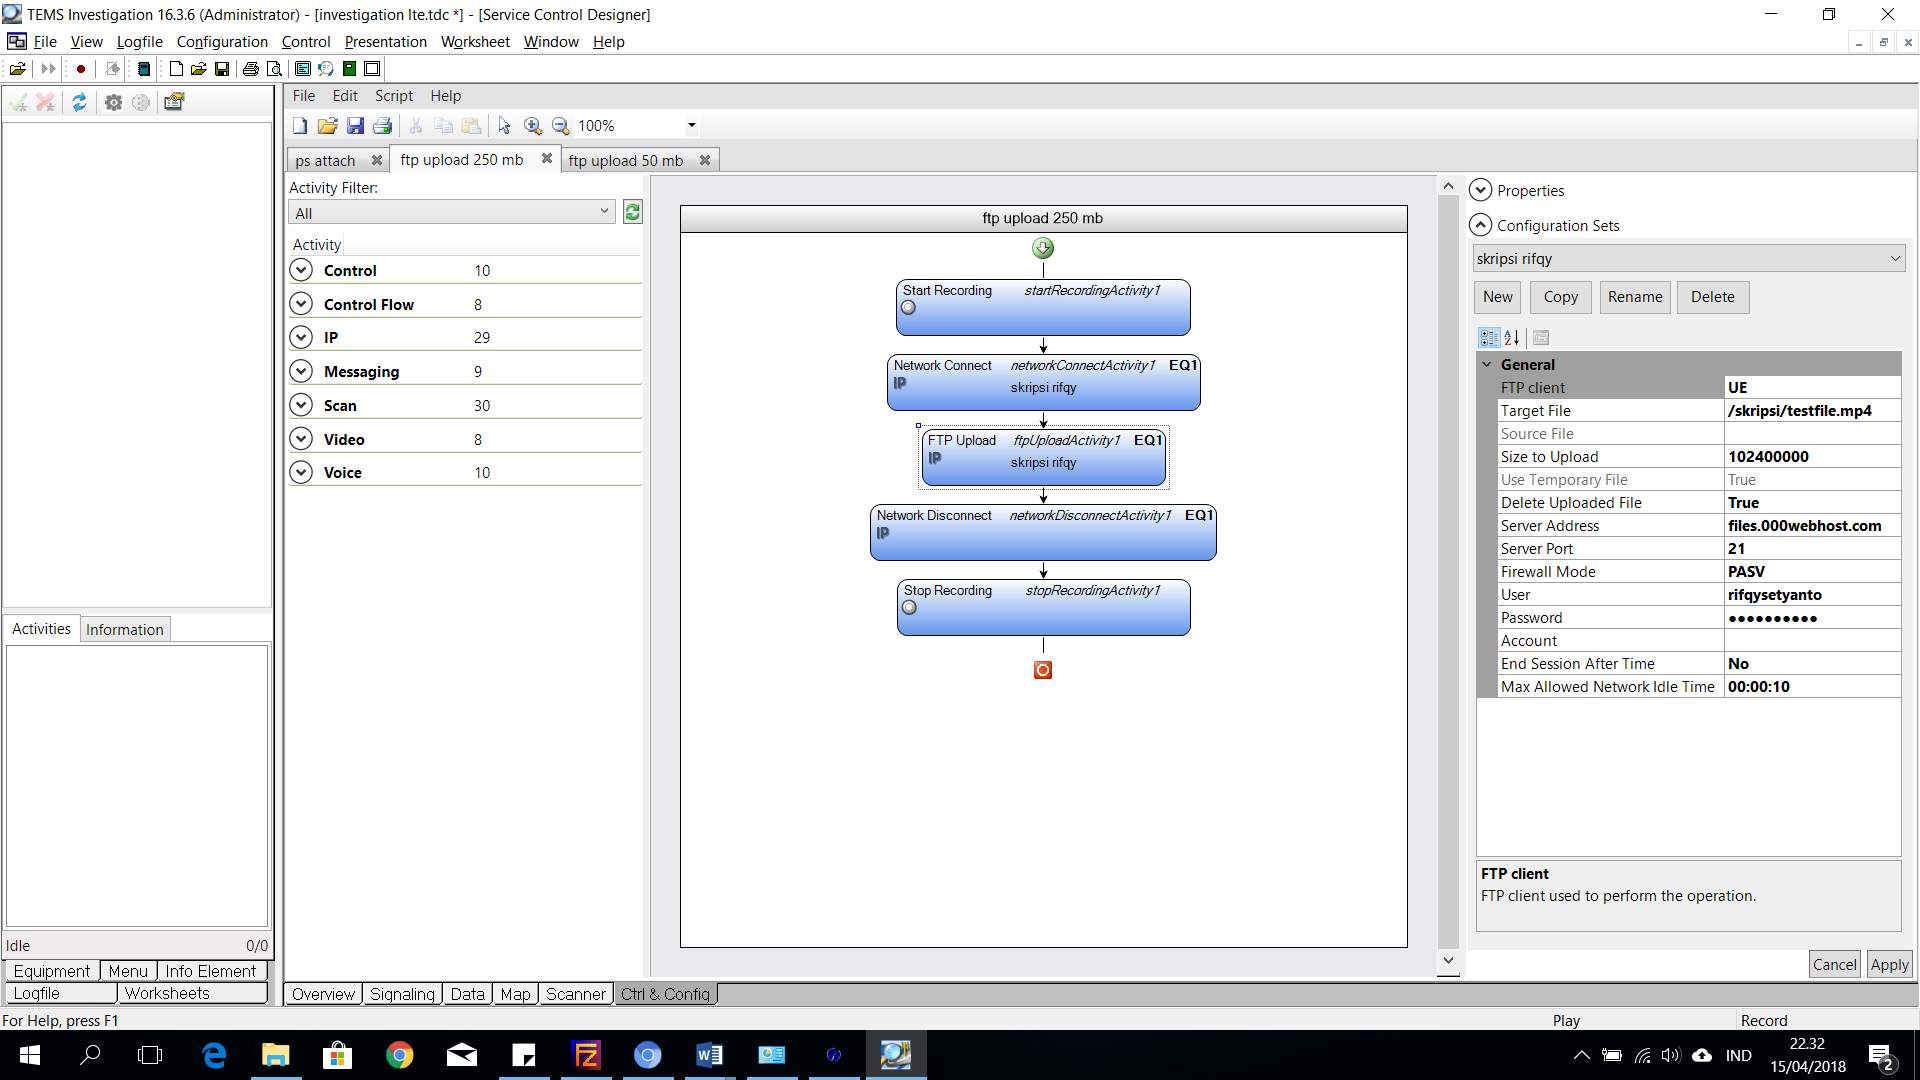 TEMS Investigation 16.3.6 (Administrator) - [investigation lte.tdc *] - [Service Control Designer]
File View Logfile Configuration Control Presentation Worksheet Window Help
File Edit Script Help
100%
ps attach
ftp upload 250 mb
ftp upload 50 mb
Activity Filter:
All
Activity
Control 10
Control Flow 8
IP 29
Messaging 9
Scan 30
Video 8
Voice 10
ftp upload 250 mb
Start Recording startRecordingActivity1
Network Connect networkConnectActivity1 EQ1
IP skripsi rifqy
FTP Upload ftpUploadActivity1 EQ1
IP skripsi rifqy
Network Disconnect networkDisconnectActivity1 EQ1
IP
Stop Recording stopRecordingActivity1
Properties
Configuration Sets
skripsi rifqy
New Copy Rename Delete
General
FTP client UE
Target File /skripsi/testfile.mp4
Source File
Size to Upload 102400000
Use Temporary File True
Delete Uploaded File True
Server Address files.000webhost.com
Server Port 21
Firewall Mode PASV
User rifqysetyanto
Password ●●●●●●●●●●
Account
End Session After Time No
Max Allowed Network Idle Time 00:00:10
FTP client
FTP client used to perform the operation.
Cancel Apply
Activities Information
Idle 0/0
Equipment Menu Info Element
Logfile Worksheets
Overview Signaling Data Map Scanner Ctrl & Config
For Help, press F1
Play Record
IND
22.32
15/04/2018
2